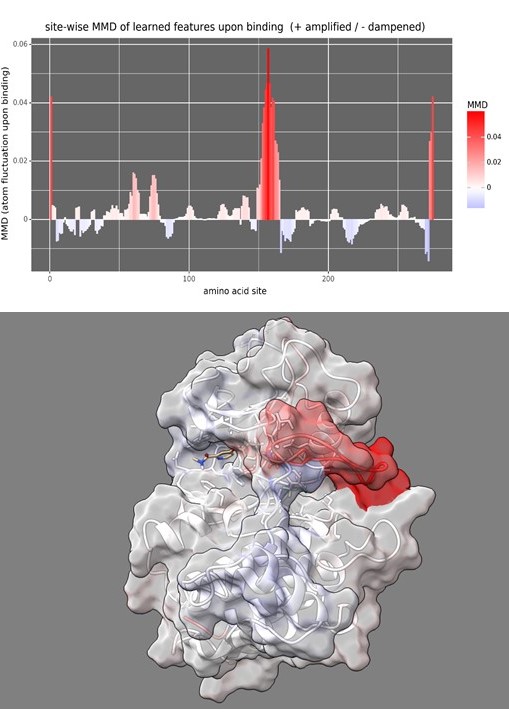 site-wise MMD of learned features upon binding (+ amplified / - dampened)
MMD (atom fluctuation upon binding)
0.06
0.04
0.02
0
0
100
200
amino acid site
MMD
0.04
0.02
0